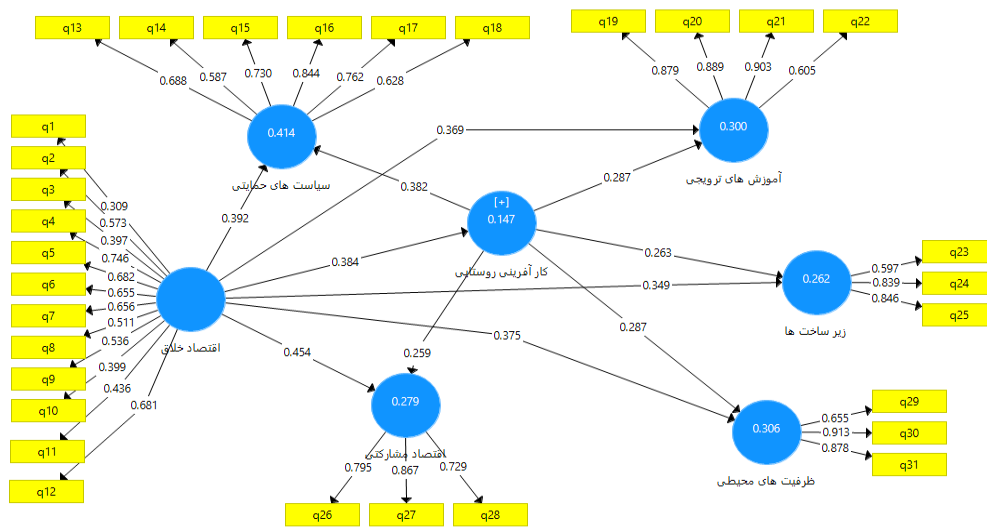 q13 q14 q15 q16 q17 q18
q19 q20 q21 q22
0.688 0.587 0.730 0.844 0.762 0.628
0.879 0.889 0.903 0.605
0.414
سیاست های حمایتی
0.300
آموزش های ترویجی
q1
q2
q3
q4
q5
q6
q7
q8
q9
q10
q11
q12
0.309
0.573
0.397
0.746
0.682
0.655
0.656
0.511
0.536
0.399
0.436
0.681
اقتصاد خلاق
0.392
0.369
0.382
0.287
0.384
[+]
0.147
کار آفرینی روستایی
0.263
0.349
0.262
زیر ساخت ها
0.597
0.839
0.846
q23
q24
q25
0.454
0.259
0.375
0.287
0.279
اقتصاد مشارکتی
0.795 0.867 0.729
q26 q27 q28
0.306
ظرفیت های محیطی
0.655
0.913
0.878
q29
q30
q31